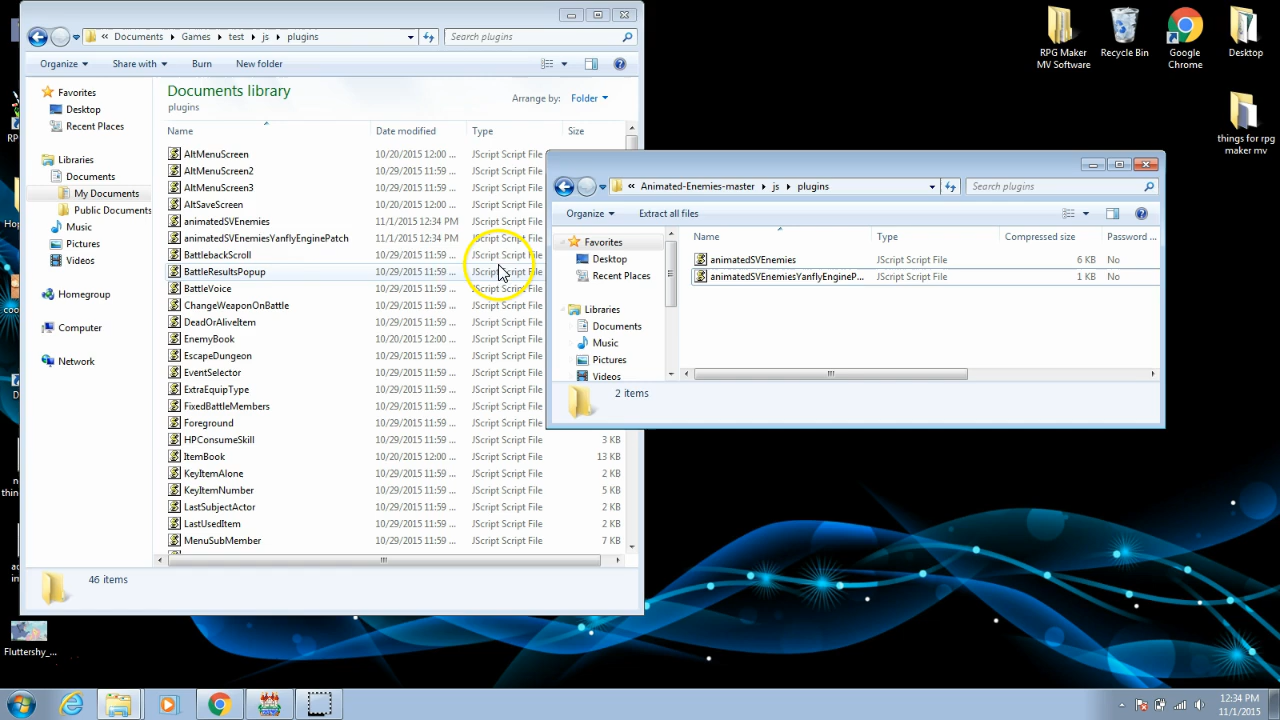 « Documents ▸ Games ▸ test ▸ js ▸ plugins
Search plugins
Organize Share with Burn New folder
Favorites
Desktop
Recent Places
Libraries
Documents
My Documents
Public Documents
Music
Pictures
Videos
Homegroup
Computer
Network
Documents library
plugins
Arrange by: Folder
Name Date modified Type Size
AltMenuScreen 10/20/2015 12:00 ... JScript Script File
AltMenuScreen2 10/29/2015 11:59 ... JScript Script File
AltMenuScreen3 10/29/2015 11:59 ... JScript Script File
AltSaveScreen 10/20/2015 12:00 ... JScript Script File
animatedSVEnemies 11/1/2015 12:34 PM JScript Script File
animatedSVEnemiesYanflyEnginePatch 11/1/2015 12:34 PM JScript Script File
BattlebackScroll 10/29/2015 11:59 ... JScript Script File
BattleResultsPopup 10/29/2015 11:59 ... JScript Script File
BattleVoice 10/29/2015 11:59 ... JScript Script File
ChangeWeaponOnBattle 10/29/2015 11:59 ... JScript Script File
DeadOrAliveItem 10/29/2015 11:59 ... JScript Script File
EnemyBook 10/20/2015 12:00 ... JScript Script File
EscapeDungeon 10/29/2015 11:59 ... JScript Script File
EventSelector 10/29/2015 11:59 ... JScript Script File
ExtraEquipType 10/29/2015 11:59 ... JScript Script File
FixedBattleMembers 10/29/2015 11:59 ... JScript Script File
Foreground 10/29/2015 11:59 ... JScript Script File
HPConsumeSkill 10/29/2015 11:59 ... JScript Script File 3 KB
ItemBook 10/20/2015 12:00 ... JScript Script File 13 KB
KeyItemAlone 10/29/2015 11:59 ... JScript Script File 2 KB
KeyItemNumber 10/29/2015 11:59 ... JScript Script File 5 KB
LastSubjectActor 10/29/2015 11:59 ... JScript Script File 2 KB
LastUsedItem 10/29/2015 11:59 ... JScript Script File 2 KB
MenuSubMember 10/29/2015 11:59 ... JScript Script File 7 KB
46 items
« Animated-Enemies-master ▸ js ▸ plugins
Search plugins
Organize Extract all files
Favorites
Desktop
Recent Places
Libraries
Documents
Music
Pictures
Videos
Name Type Compressed size Password ...
animatedSVEnemies JScript Script File 6 KB No
animatedSVEnemiesYanflyEngineP... JScript Script File 1 KB No
2 items
RPG
Maker
MV Software
Recycle Bin
Google
Chrome
Desktop
things for rpg
maker mv
Fluttershy_...
12:34 PM
11/1/2015